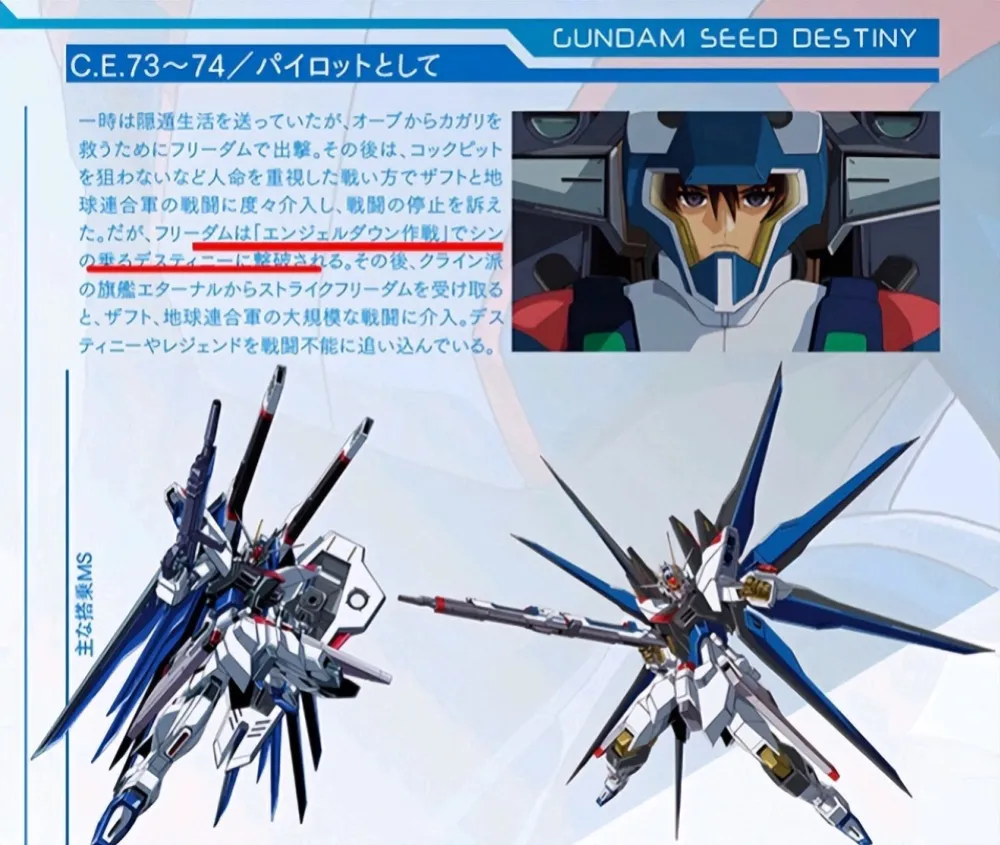 GUNDAM SEED DESTINY
C.E.73～74／パイロットとして
一時は隠遁生活を送っていたが、オーブからカガリを
救うためにフリーダムで出撃。その後は、コックピット
を狙わないなど人命を重視した戦い方でザフトと地
球連合軍の戦闘に度々介入し、戦闘の停止を訴え
た。だが、フリーダムは「エンジェルダウン作戦」でシン
の乗るデスティニーに撃破される。その後、クライン派
の旗艦エターナルからストライクフリーダムを受け取る
と、ザフト、地球連合軍の大規模な戦闘に介入。デス
ティニーやレジェンドを戦闘不能に追い込んでいる。
主な搭乗MS